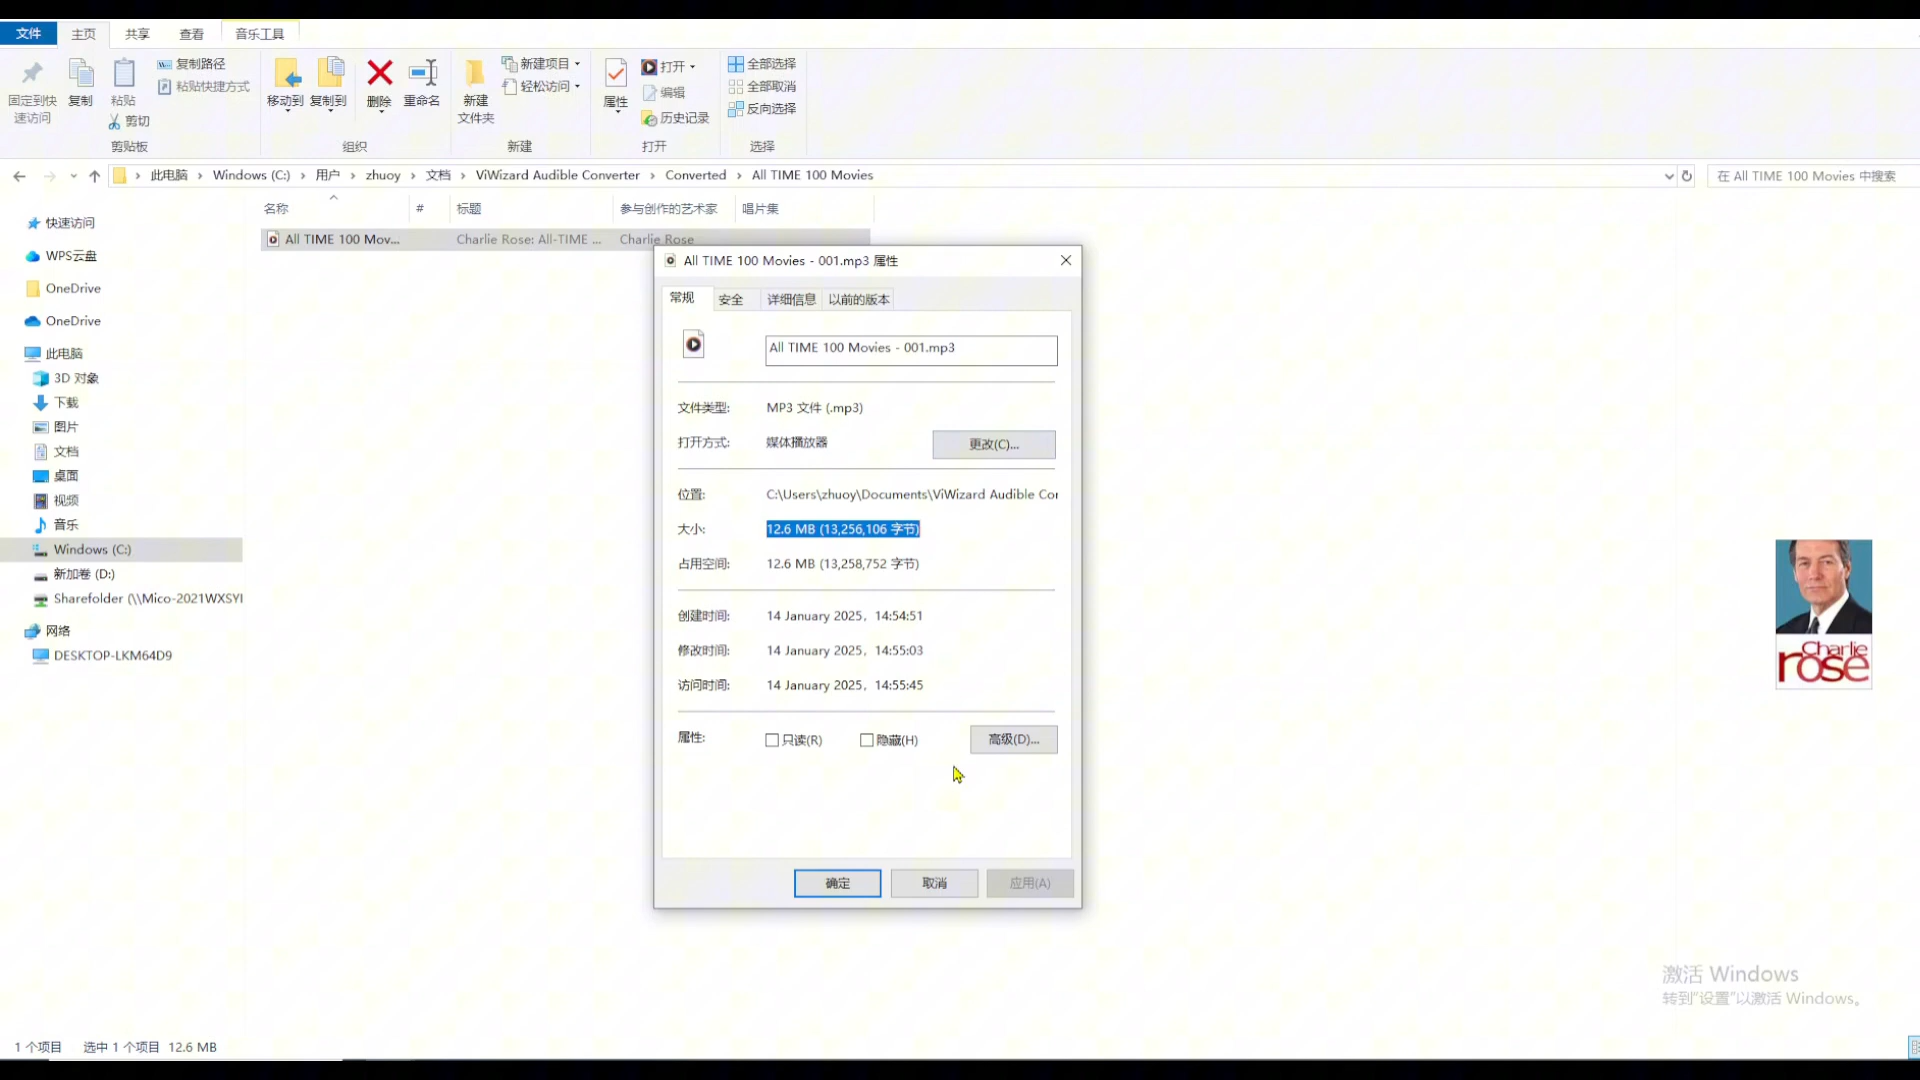 文件 主页 共享 查看 音乐工具
固定到快速访问
复制
粘贴
复制路径
粘贴快捷方式
剪切
剪贴板
移动到
复制到
删除
重命名
组织
新建文件夹
新建项目
轻松访问
新建
属性
打开
编辑
历史记录
打开
全部选择
全部取消
反向选择
选择
此电脑 › Windows (C:) › 用户 › zhuoy › 文档 › ViWizard Audible Converter › Converted › All TIME 100 Movies
在 All TIME 100 Movies 中搜索
名称 # 标题 参与创作的艺术家 唱片集
All TIME 100 Mov... Charlie Rose: All-TIME ... Charlie Rose
快速访问
WPS云盘
OneDrive
OneDrive
此电脑
3D 对象
下载
图片
文档
桌面
视频
音乐
Windows (C:)
新加卷 (D:)
Sharefolder (\\Mico-2021WXSYI
网络
DESKTOP-LKM64D9
All TIME 100 Movies - 001.mp3 属性
常规 安全 详细信息 以前的版本
All TIME 100 Movies - 001.mp3
文件类型: MP3 文件 (.mp3)
打开方式: 媒体播放器 更改(C)...
位置: C:\Users\zhuoy\Documents\ViWizard Audible Cor
大小: 12.6 MB (13,256,106 字节)
占用空间: 12.6 MB (13,258,752 字节)
创建时间: 14 January 2025，14:54:51
修改时间: 14 January 2025，14:55:03
访问时间: 14 January 2025，14:55:45
属性: 只读(R) 隐藏(H) 高级(D)...
确定 取消 应用(A)
Charlie
rose
激活 Windows
转到"设置"以激活 Windows。
1 个项目 选中 1 个项目 12.6 MB